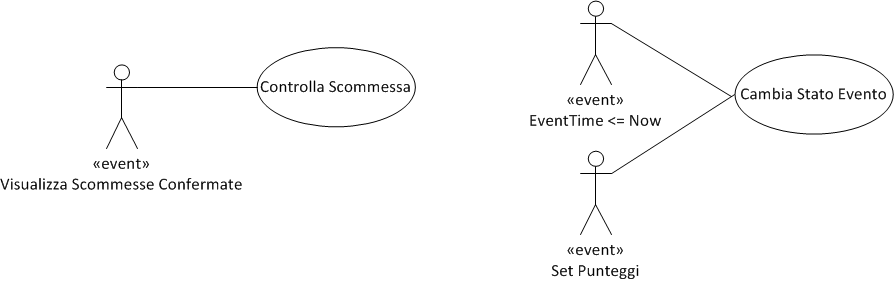 Controlla Scommessa
«event»
Visualizza Scommesse Confermate
«event»
EventTime <= Now
Cambia Stato Evento
«event»
Set Punteggi